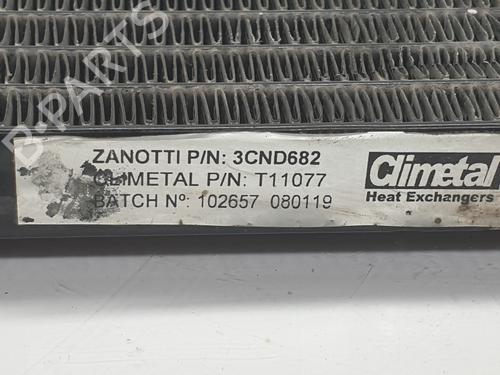 B-PARTS
ZANOTTI P/N: 3CND682
CLIMETAL P/N: T11077
BATCH Nº: 102657 080119
Climetal
Heat Exchangers